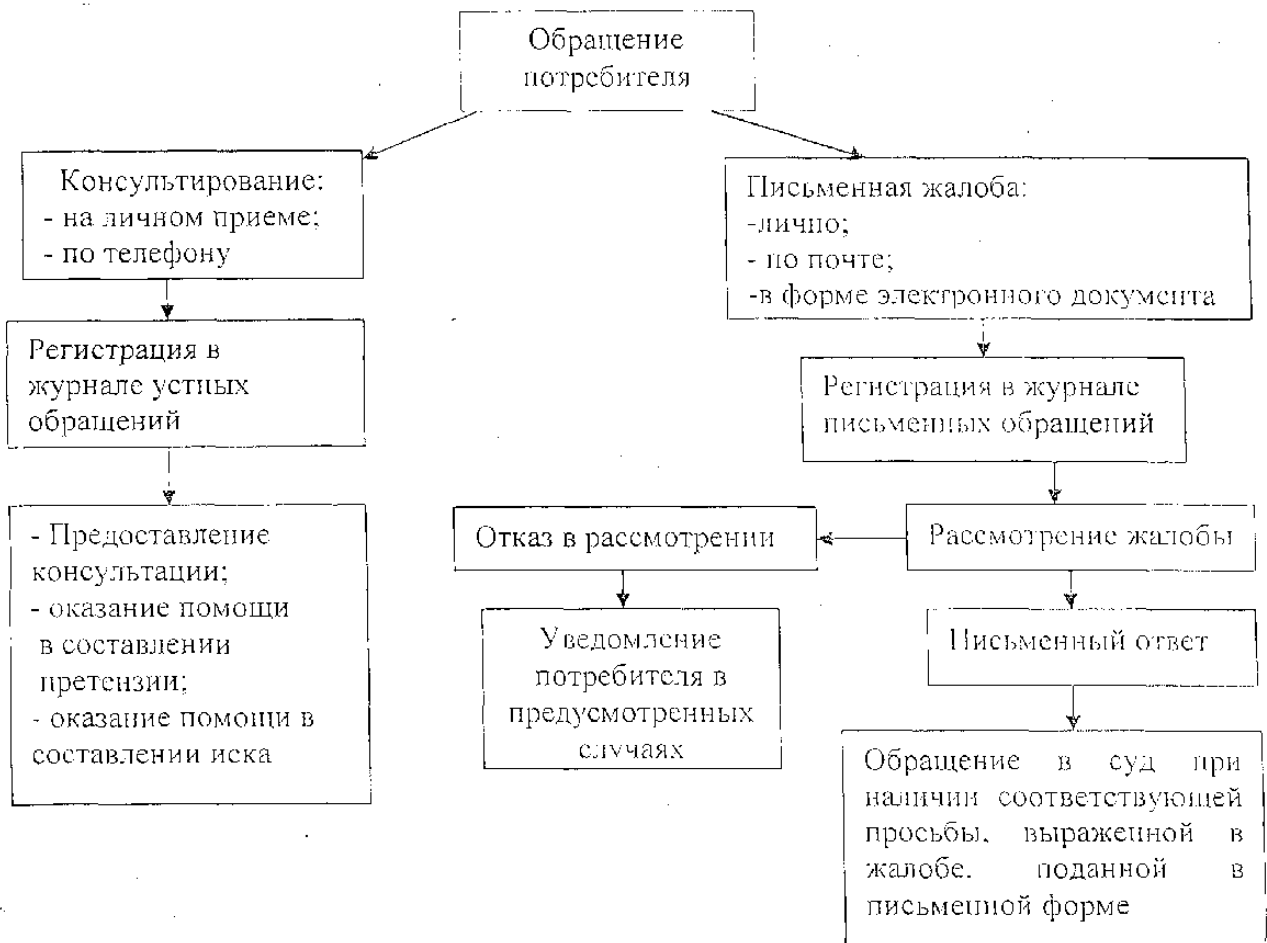 Обращение
потребителя
Консультирование:
- на личном приеме;
- по телефону
Регистрация в
журнале устных
обращений
- Предоставление
консультации;
- оказание помощи
в составлении
претензии;
- оказание помощи в
составлении иска
Письменная жалоба:
-лично;
- по почте;
-в форме электронного документа
Регистрация в журнале
письменных обращений
Рассмотрение жалобы
Отказ в рассмотрении
Уведомление
потребителя в
предусмотренных
случаях
Письменный ответ
Обращение в суд при
наличии соответствующей
просьбы, выраженной в
жалобе, поданной в
письменной форме